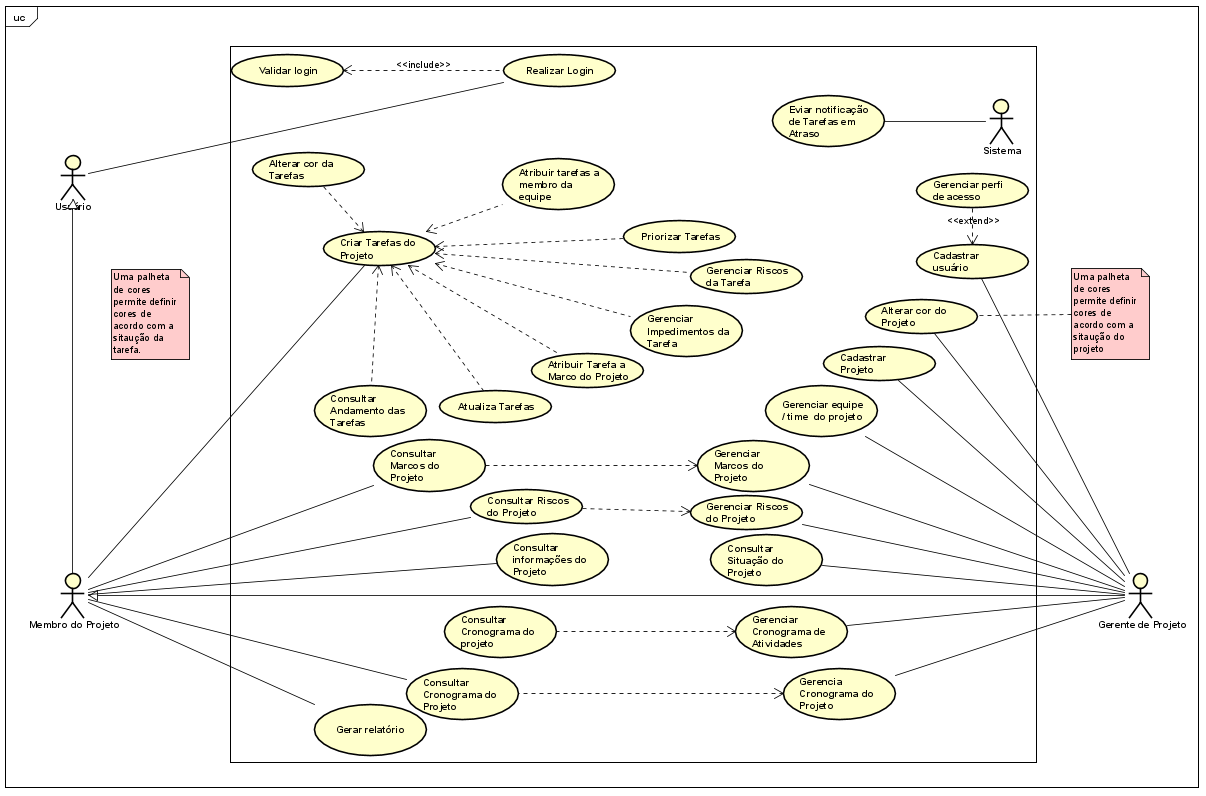 uc
Validar login
<<include>>
Realizar Login
Eviar notificação
de Tarefas em
Atraso
Sistema
Usuário
Alterar cor da
Tarefas
Atribuir tarefas a
membro da
equipe
Gerenciar perfi
de acesso
<<extend>>
Criar Tarefas do
Projeto
Priorizar Tarefas
Cadastrar
usuário
Gerenciar Riscos
da Tarefa
Uma palheta
de cores
permite definir
cores de
acordo com a
sitaução da
tarefa.
Uma palheta
de cores
permite definir
cores de
acordo com a
sitaução do
projeto
Alterar cor do
Projeto
Gerenciar
Impedimentos da
Tarefa
Cadastrar
Projeto
Atribuir Tarefa a
Marco do Projeto
Consultar
Andamento das
Tarefas
Atualiza Tarefas
Gerenciar equipe
/ time do projeto
Consultar
Marcos do
Projeto
Gerenciar
Marcos do
Projeto
Consultar Riscos
do Projeto
Gerenciar Riscos
do Projeto
Consultar
informações do
Projeto
Consultar
Situação do
Projeto
Membro do Projeto
Gerente de Projeto
Consultar
Cronograma do
projeto
Gerenciar
Cronograma de
Atividades
Consultar
Cronograma do
Projeto
Gerencia
Cronograma do
Projeto
Gerar relatório